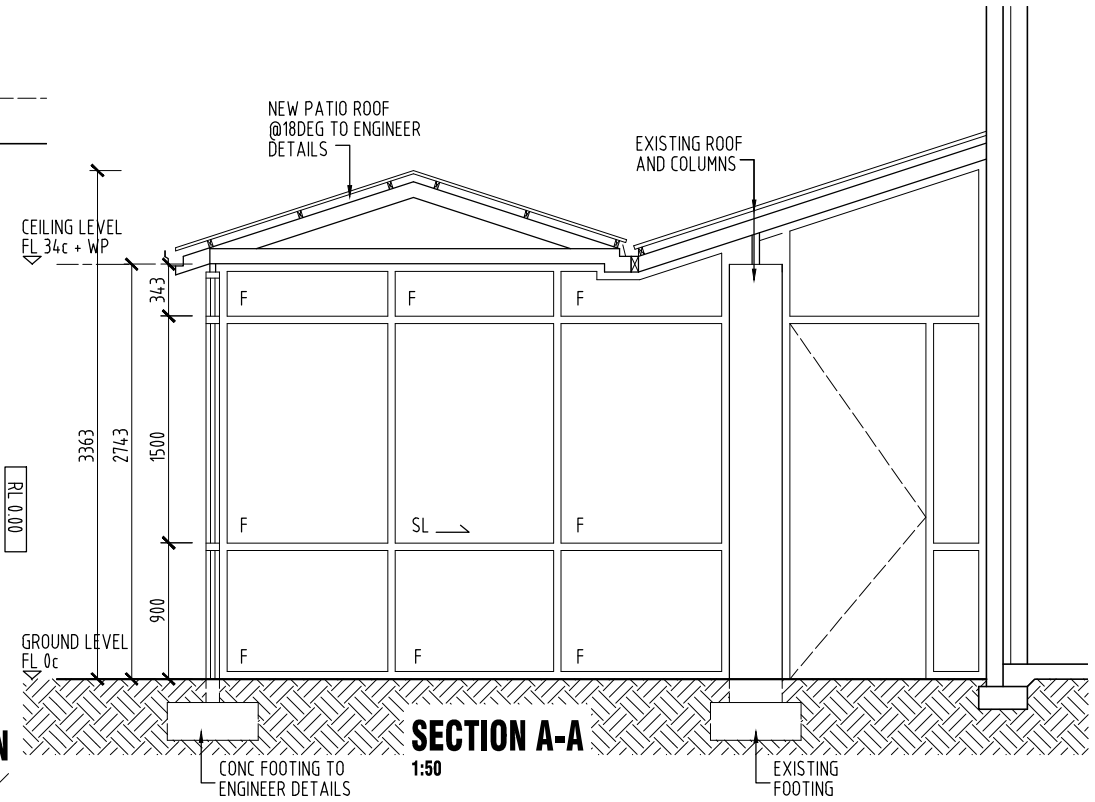 NEW PATIO ROOF
@18DEG TO ENGINEER
DETAILS
EXISTING ROOF
AND COLUMNS
CEILING LEVEL
FL 34c + WP
343
F
F
F
3363
2743
1500
RL 0.00
F
SL
F
900
GROUND LEVEL
FL 0c
F
F
F
N
SECTION A-A
1:50
CONC FOOTING TO
ENGINEER DETAILS
EXISTING
FOOTING